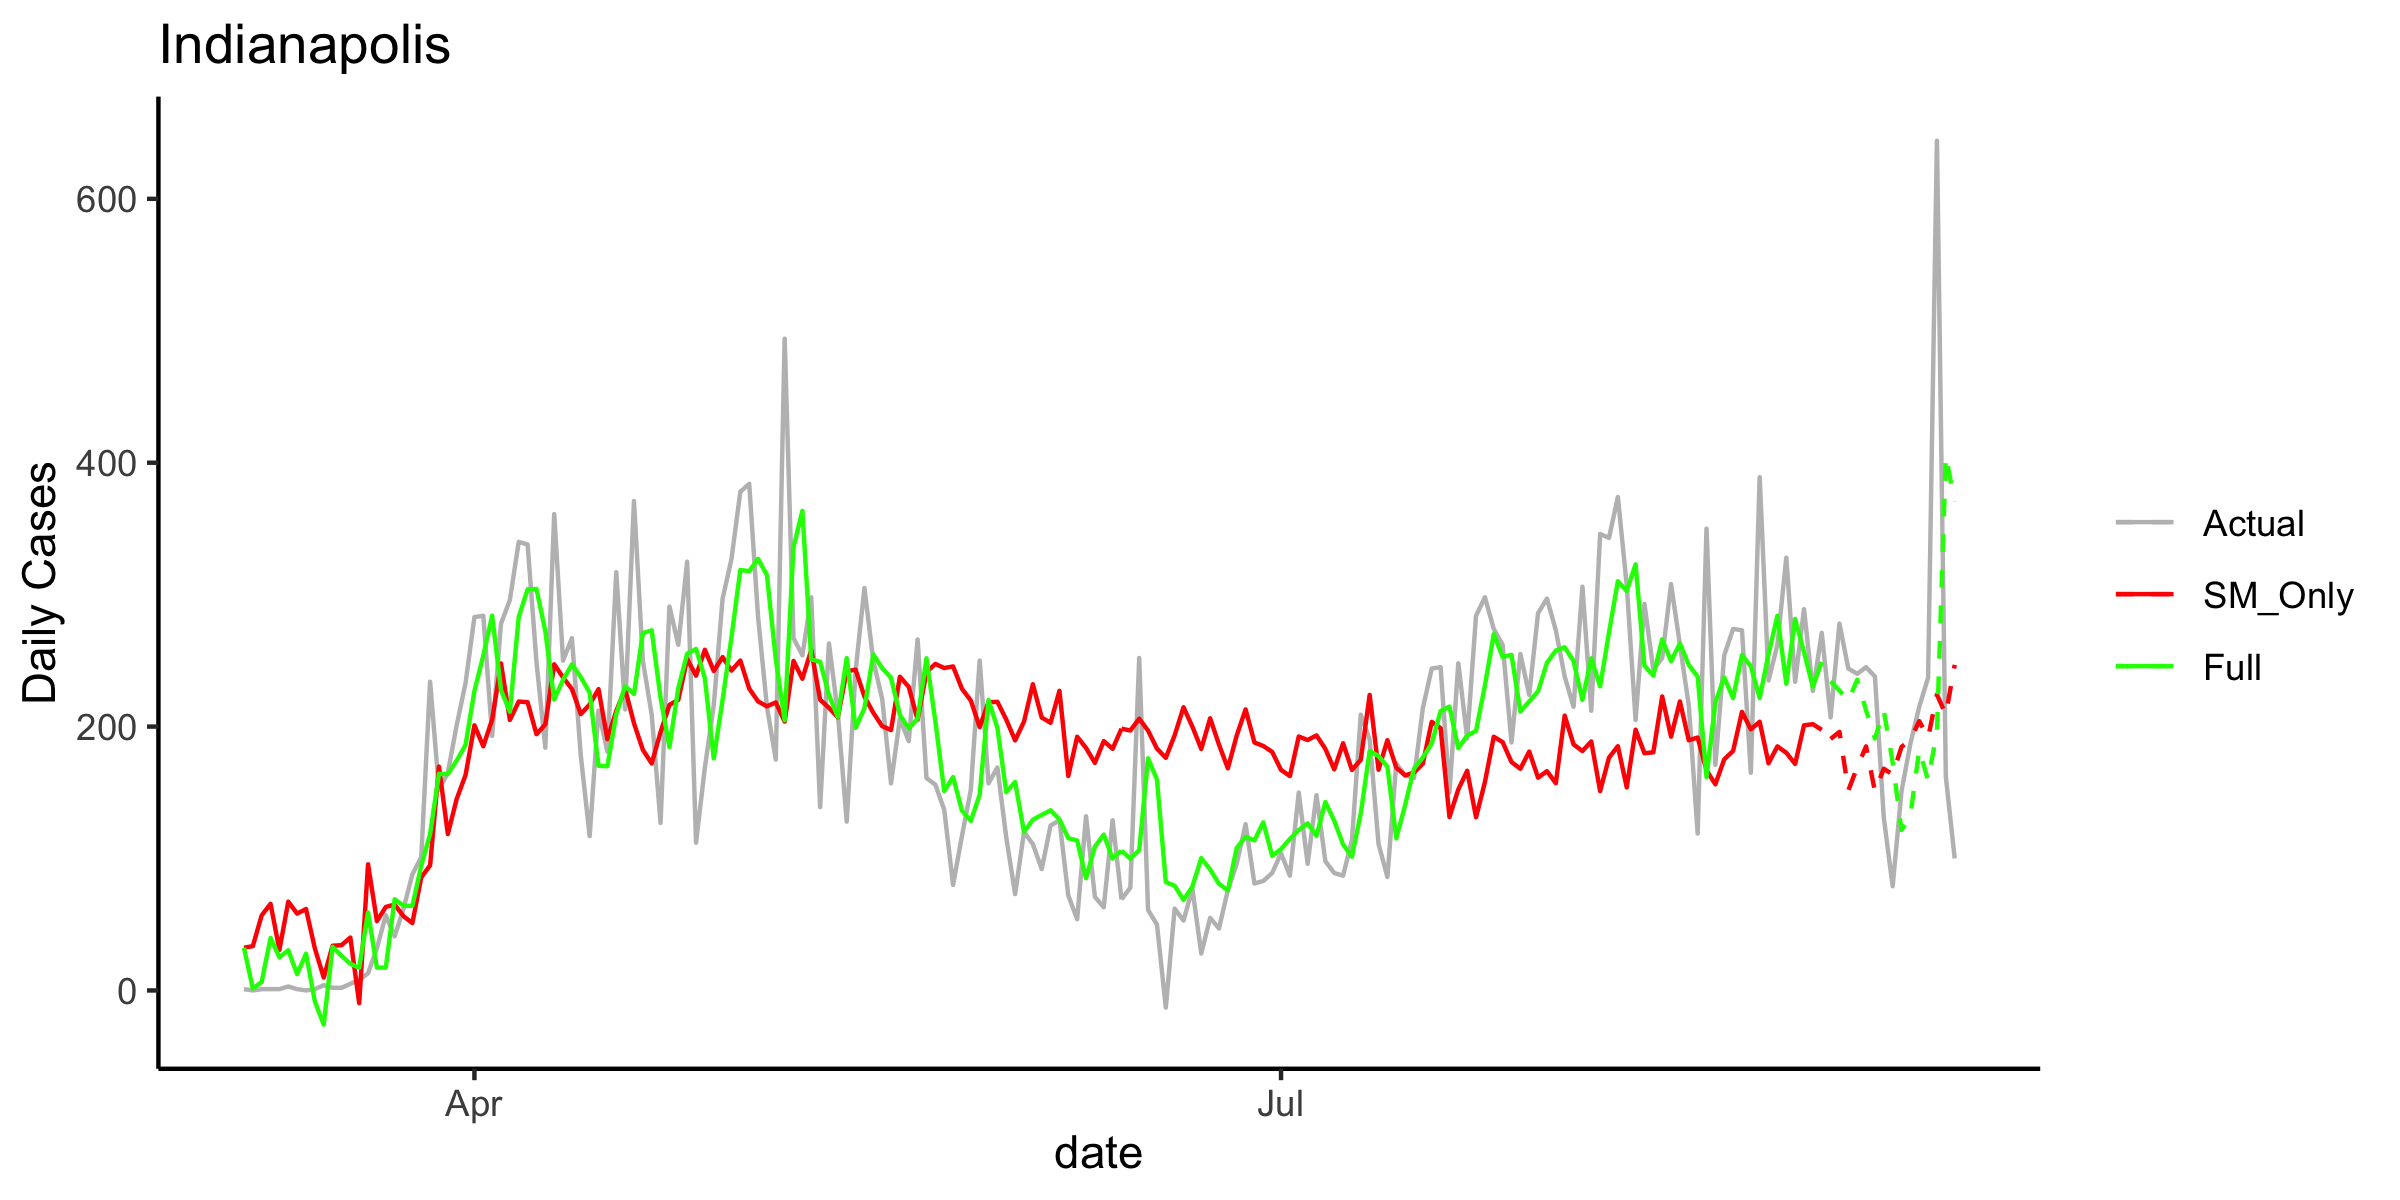 Indianapolis
Daily Cases
600
400
200
0
Apr
Jul
date
Actual
SM_Only
Full